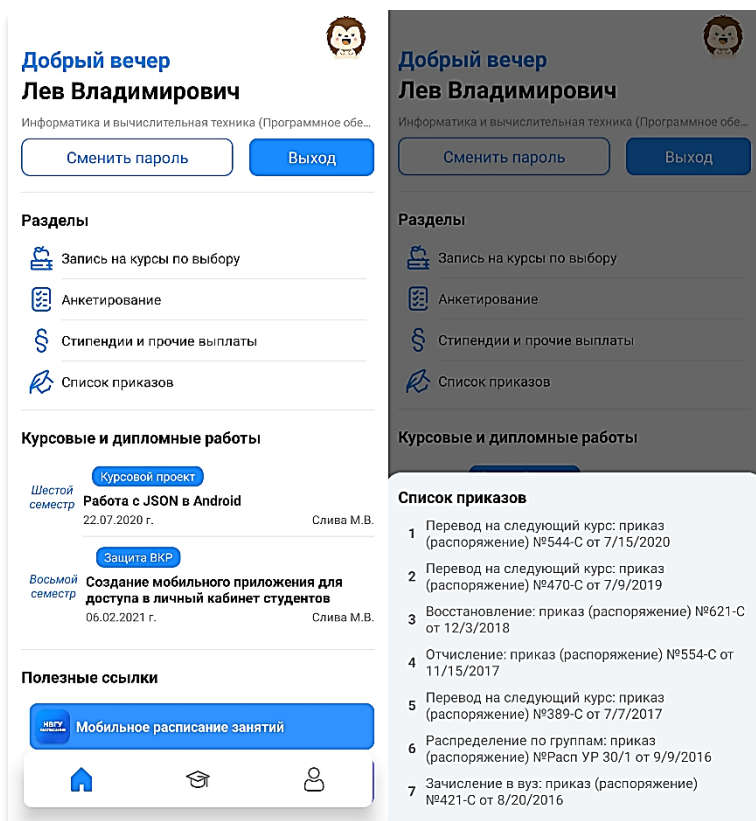 Добрый вечер
Лев Владимирович
Информатика и вычислительная техника (Программное обе...
Сменить пароль
Выход
Разделы
Запись на курсы по выбору
Анкетирование
Стипендии и прочие выплаты
Список приказов
Курсовые и дипломные работы
Шестой
семестр
Курсовой проект
Работа с JSON в Android
22.07.2020 г.
Слива М.В.
Восьмой
семестр
Защита ВКР
Создание мобильного приложения для
доступа в личный кабинет студентов
06.02.2021 г.
Слива М.В.
Полезные ссылки
НВГУ
РАСПИСАНИЕ
Мобильное расписание занятий
Добрый вечер
Лев Владимирович
Информатика и вычислительная техника (Программное обе...
Сменить пароль
Выход
Разделы
Запись на курсы по выбору
Анкетирование
Стипендии и прочие выплаты
Список приказов
Курсовые и дипломные работы
Список приказов
1 Перевод на следующий курс: приказ
(распоряжение) №544-С от 7/15/2020
2 Перевод на следующий курс: приказ
(распоряжение) №470-С от 7/9/2019
3 Восстановление: приказ (распоряжение) №621-С
от 12/3/2018
4 Отчисление: приказ (распоряжение) №554-С от
11/15/2017
5 Перевод на следующий курс: приказ
(распоряжение) №389-С от 7/7/2017
6 Распределение по группам: приказ
(распоряжение) №Расп УР 30/1 от 9/9/2016
7 Зачисление в вуз: приказ (распоряжение)
№421-С от 8/20/2016